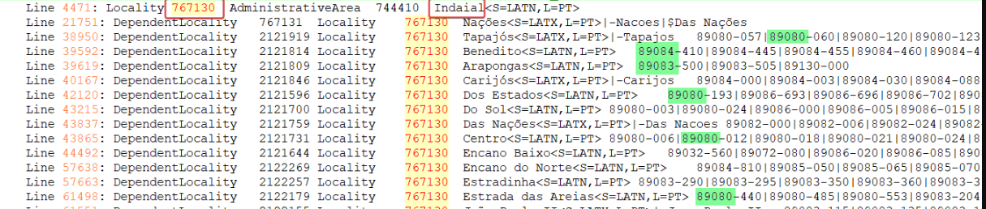 Line 4471: Locality 767130 AdministrativeArea 744410 Indaial<S=LATN,L=PT>
Line 21751: DependentLocality 767131 Locality 767130 Nações<S=LATX,L=PT>|-Nacoes|$Das Nações
Line 38950: DependentLocality 2121919 Locality 767130 Tapajós<S=LATX,L=PT>|-Tapajos 89080-057|89080-060|89080-120|89080-123
Line 39592: DependentLocality 2121814 Locality 767130 Benedito<S=LATN,L=PT> 89084-410|89084-445|89084-455|89084-460|89084-4
Line 39619: DependentLocality 2121809 Locality 767130 Arapongas<S=LATN,L=PT> 89083-500|89083-505|89130-000
Line 40167: DependentLocality 2121846 Locality 767130 Carijós<S=LATX,L=PT>|-Carijos 89084-000|89084-003|89084-030|89084-088
Line 42120: DependentLocality 2121596 Locality 767130 Dos Estados<S=LATN,L=PT> 89080-193|89086-693|89086-696|89086-702|890
Line 43215: DependentLocality 2121700 Locality 767130 Do Sol<S=LATN,L=PT> 89080-003|89080-024|89086-000|89086-005|89086-015|8
Line 43837: DependentLocality 2121759 Locality 767130 Das Nações<S=LATX,L=PT>|-Das Nacoes 89082-000|89082-006|89082-024|89082-
Line 43865: DependentLocality 2121731 Locality 767130 Centro<S=LATN,L=PT> 89080-006|89080-012|89080-018|89080-021|89080-024|8
Line 44492: DependentLocality 2121644 Locality 767130 Encano Baixo<S=LATN,L=PT> 89032-560|89072-080|89086-020|89086-085|890
Line 57638: DependentLocality 2122269 Locality 767130 Encano do Norte<S=LATN,L=PT> 89084-810|89085-050|89085-065|89085-070
Line 57663: DependentLocality 2122257 Locality 767130 Estradinha<S=LATN,L=PT> 89083-290|89083-295|89083-350|89083-360|89083-3
Line 61498: DependentLocality 2122179 Locality 767130 Estrada das Areias<S=LATN,L=PT> 89080-440|89080-485|89080-553|89083-204